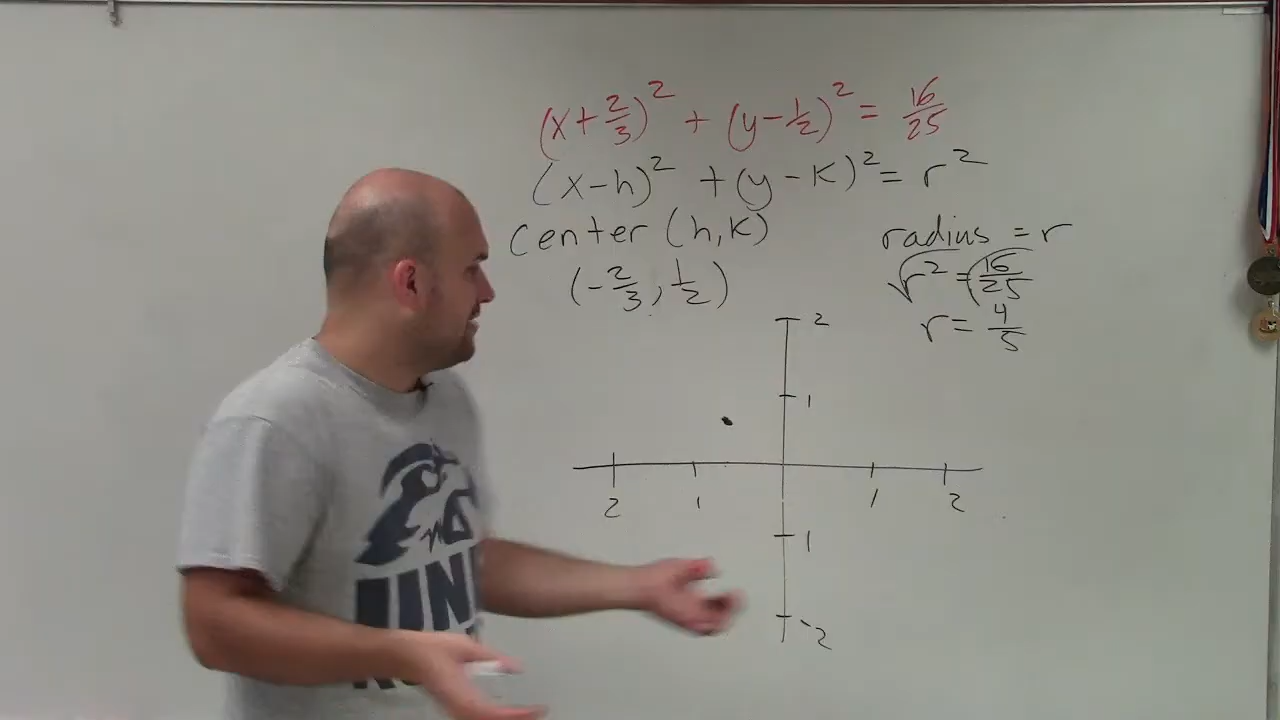 (x+2/3)² + (y-1/2)² = 16/25
(x-h)² + (y-k)² = r²
center (h,k)
radius = r
(-2/3, 1/2)
√r² = √16/25
r = 4/5
2
1
2 1 1 2
1
-2